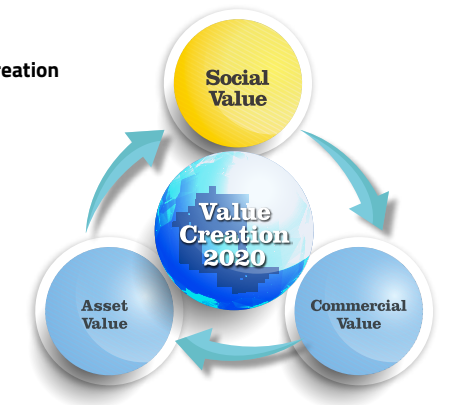 reation
Social
Value
Value
Creation
2020
Asset
Value
Commercial
Value